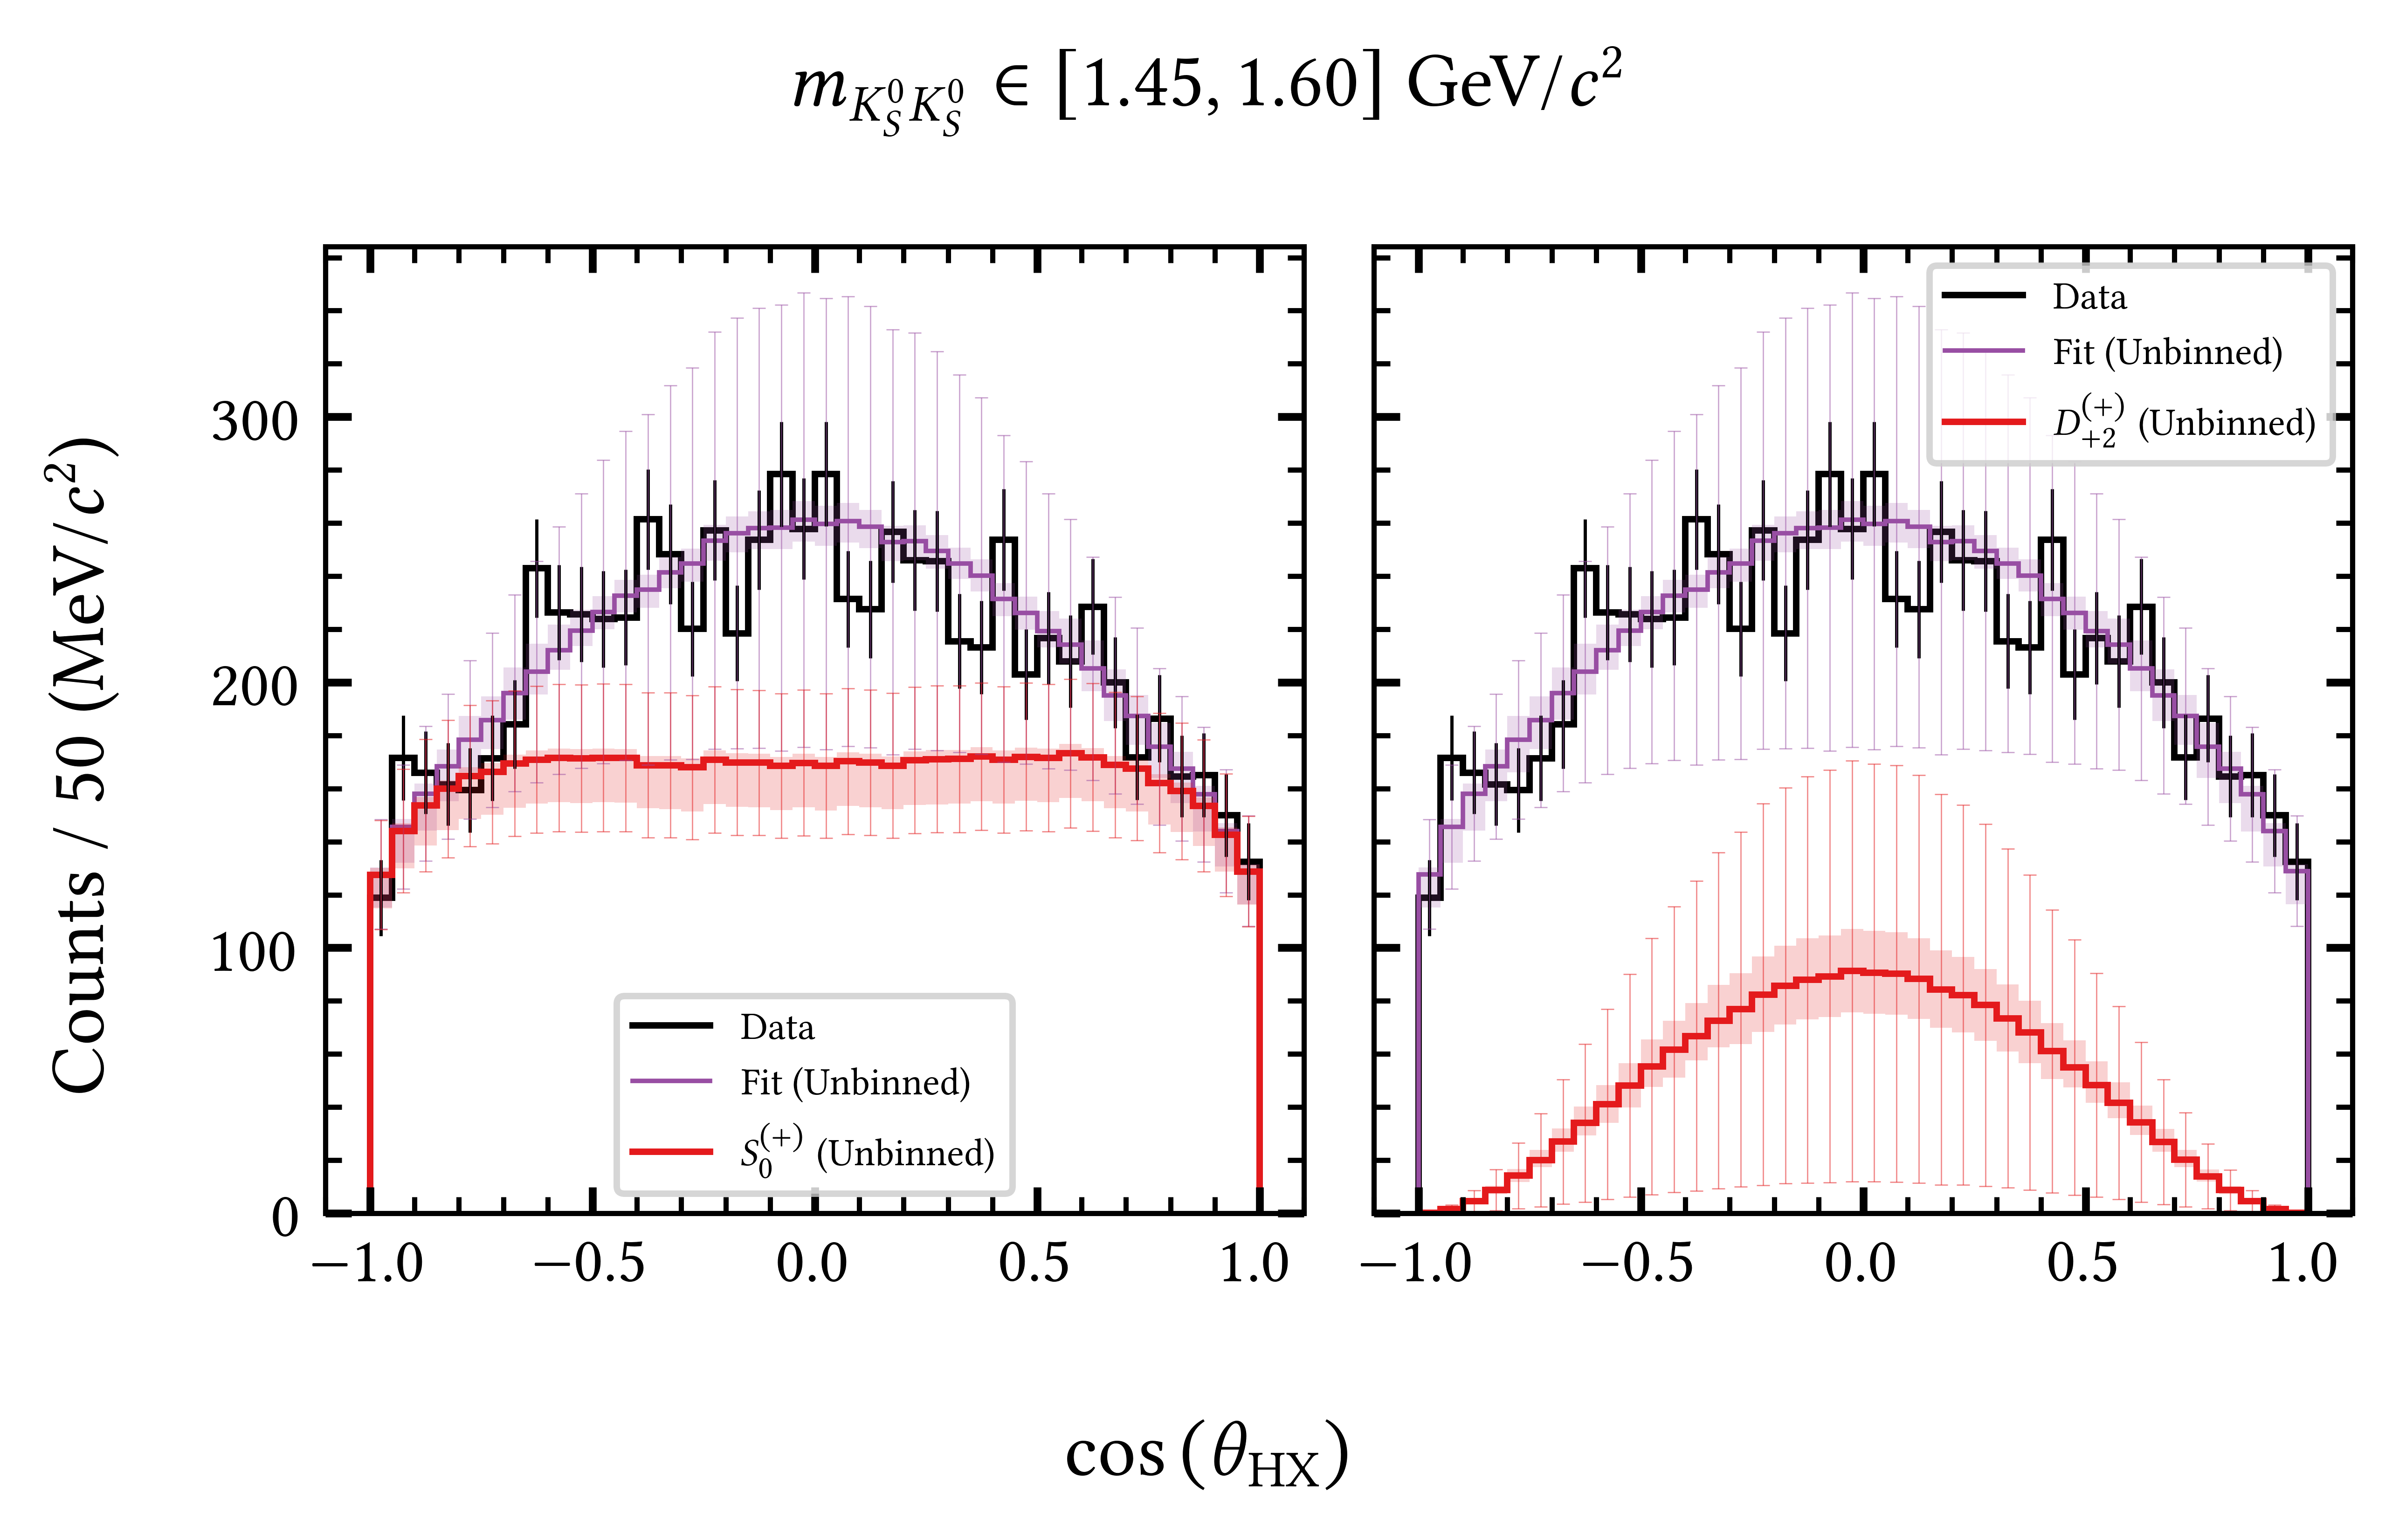 m_{K_S^0 K_S^0} ∈ [1.45, 1.60] GeV/c²
Counts / 50 (MeV/c²)
300
200
100
0
−1.0 −0.5 0.0 0.5 1.0
Data
Fit (Unbinned)
S_0^{(+)} (Unbinned)
−1.0 −0.5 0.0 0.5 1.0
Data
Fit (Unbinned)
D_{+2}^{(+)} (Unbinned)
cos (θ_HX)